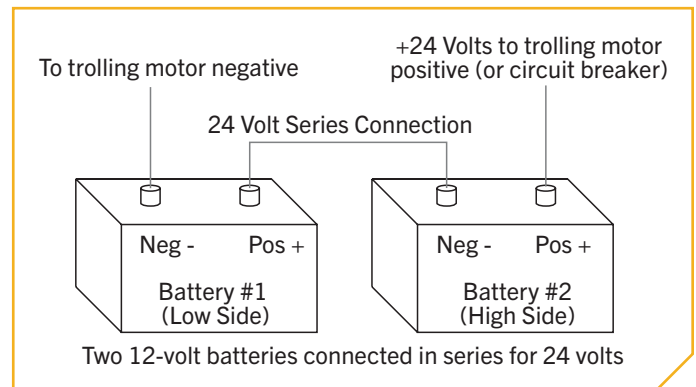 To trolling motor negative
+24 Volts to trolling motor
positive (or circuit breaker)
24 Volt Series Connection
Neg -
Pos +
Battery #1
(Low Side)
Neg -
Pos +
Battery #2
(High Side)
Two 12-volt batteries connected in series for 24 volts